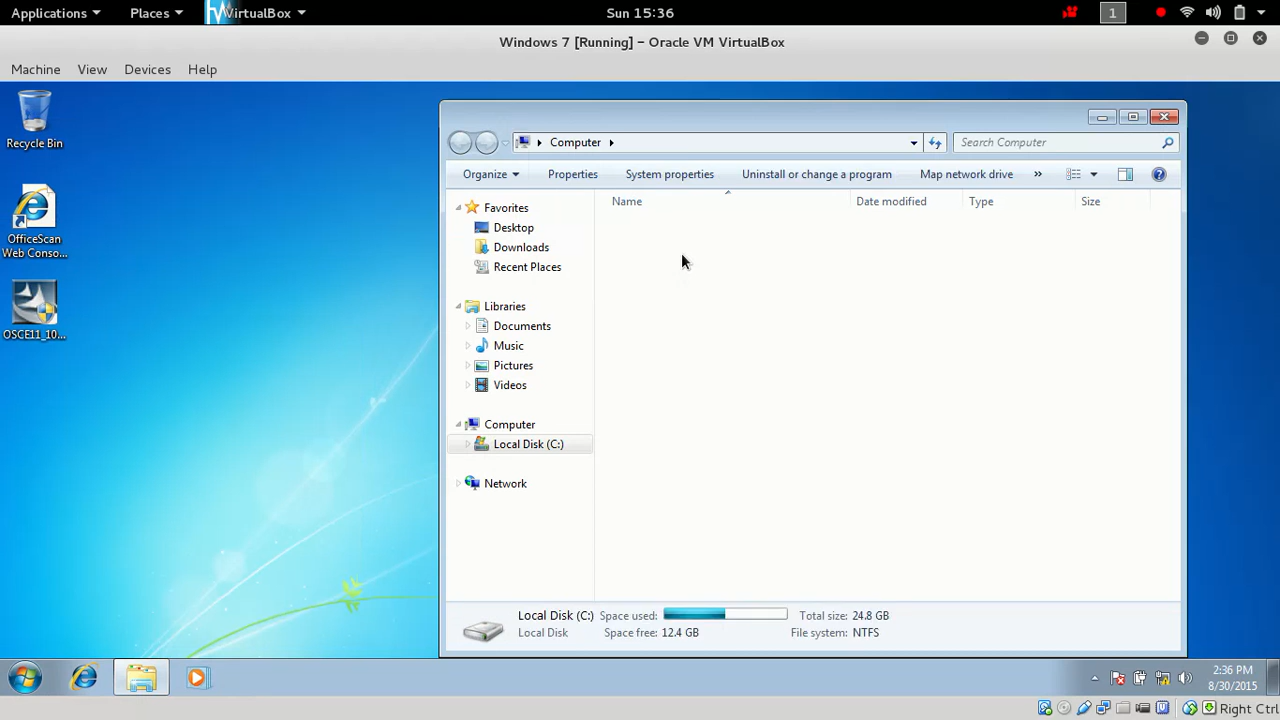 Applications Places VirtualBox Sun 15:36 1
Windows 7 [Running] – Oracle VM VirtualBox
Machine View Devices Help
Recycle Bin
OfficeScan
Web Conso...
OSCE11_10...
Computer Search Computer
Organize Properties System properties Uninstall or change a program Map network drive »
Name Date modified Type Size
Favorites
Desktop
Downloads
Recent Places
Libraries
Documents
Music
Pictures
Videos
Computer
Local Disk (C:)
Network
Local Disk (C:) Space used: Total size: 24.8 GB
Local Disk Space free: 12.4 GB File system: NTFS
2:36 PM
8/30/2015
Right Ctrl